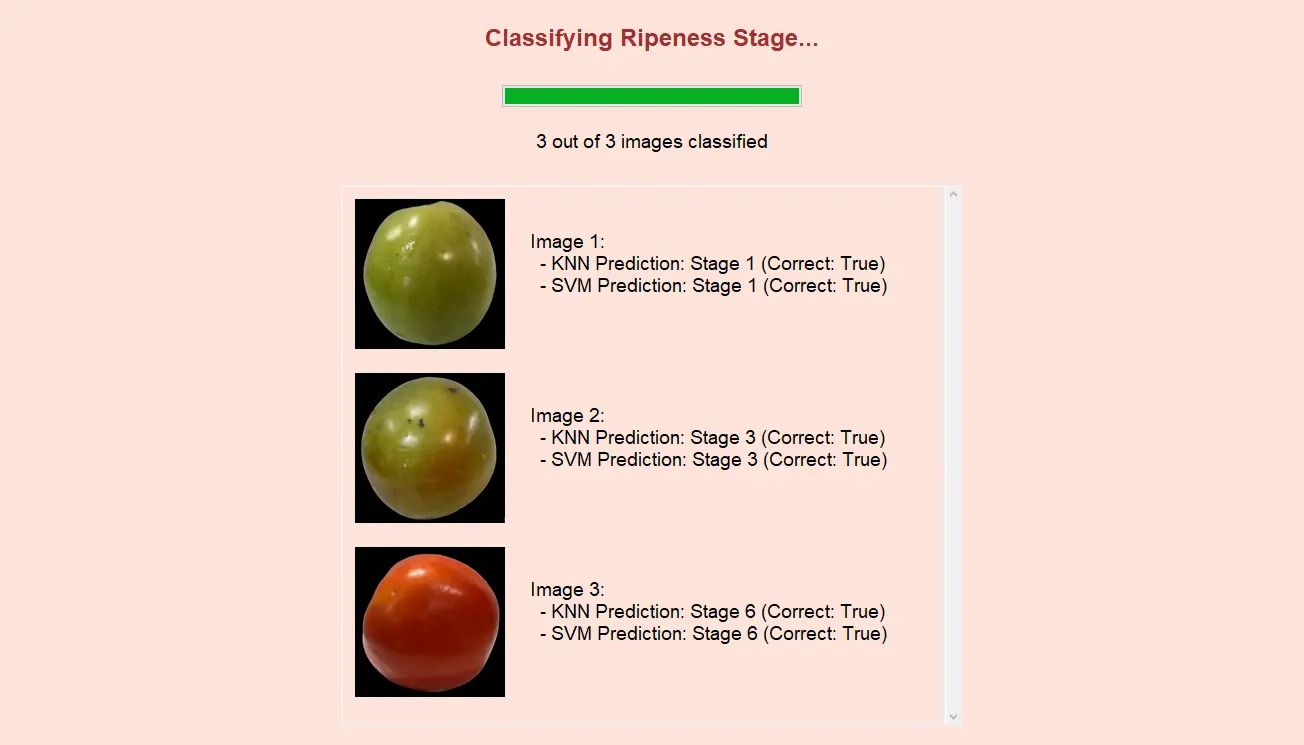 Classifying Ripeness Stage...
3 out of 3 images classified
Image 1:
- KNN Prediction: Stage 1 (Correct: True)
- SVM Prediction: Stage 1 (Correct: True)
Image 2:
- KNN Prediction: Stage 3 (Correct: True)
- SVM Prediction: Stage 3 (Correct: True)
Image 3:
- KNN Prediction: Stage 6 (Correct: True)
- SVM Prediction: Stage 6 (Correct: True)